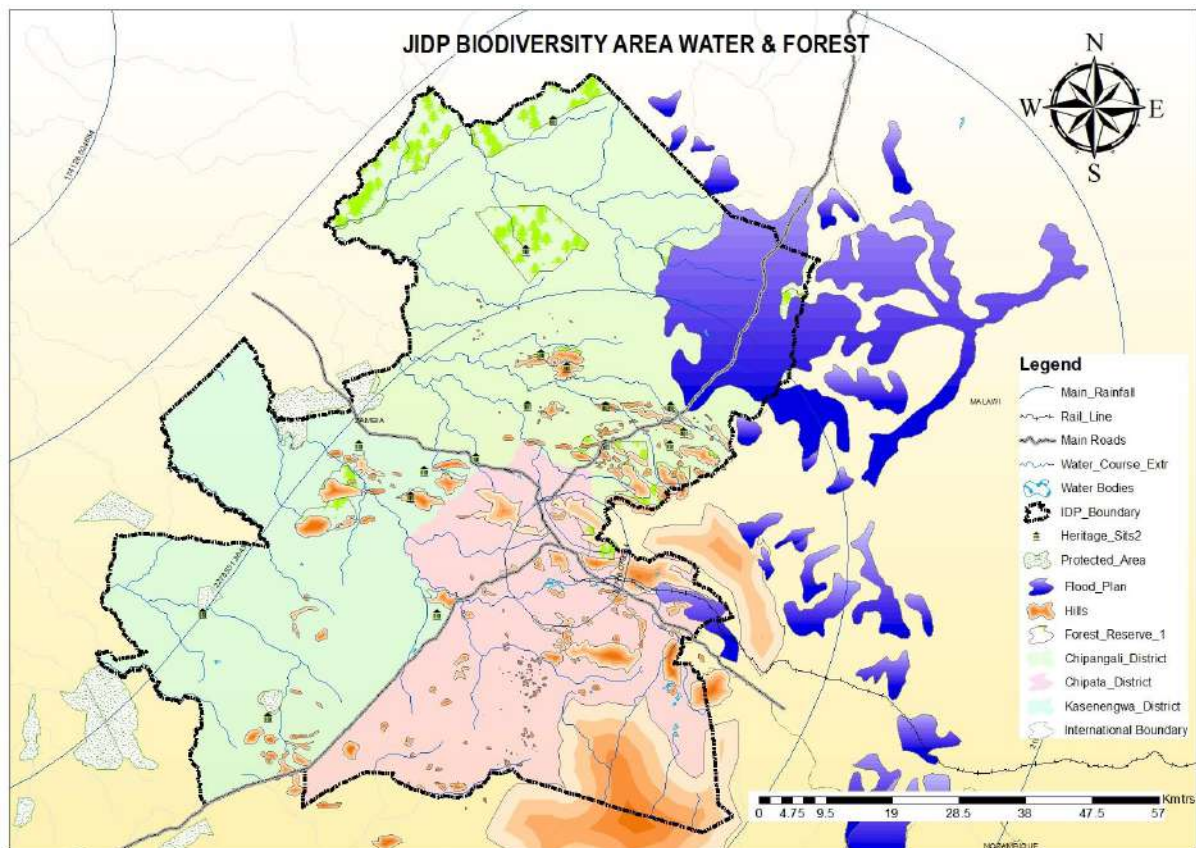 JIDP BIODIVERSITY AREA WATER & FOREST
N
W E
S
ZAMBIA
MALAWI
Legend
Main_Rainfall
Rail_Line
Main Roads
Water_Course_Extr
Water Bodies
IDP_Boundary
Heritage_Sits2
Protected_Area
Flood_Plan
Hills
Forest_Reserve_1
Chipangali_District
Chipata_District
Kasenengwa_District
International Boundary
Kmtrs
0 4.75 9.5 19 28.5 38 47.5 57